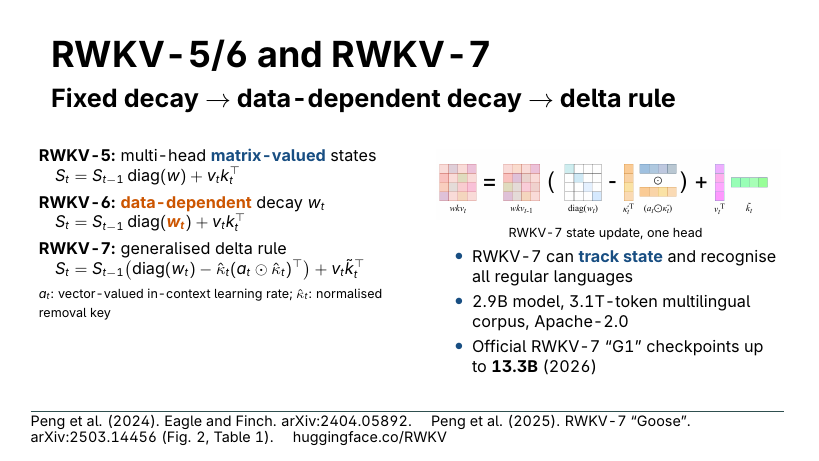 RWKV-5/6 and RWKV-7
Fixed decay → data-dependent decay → delta rule
RWKV-5: multi-head matrix-valued states
S_t = S_{t−1} diag(w) + v_t k_t^⊤
RWKV-6: data-dependent decay w_t
S_t = S_{t−1} diag(w_t) + v_t k_t^⊤
RWKV-7: generalised delta rule
S_t = S_{t−1}(diag(w_t) − κ̂_t(a_t ⊙ κ̂_t)^⊤) + v_t k̃_t^⊤
a_t: vector-valued in-context learning rate; κ̂_t: normalised
removal key
= ( - ⊙ ) +
wkv_t wkv_{t-1} diag(w_t) κ̂_t^T (a_t⊙κ̂_t) v_t^T k̃_t
RWKV-7 state update, one head
• RWKV-7 can track state and recognise
all regular languages
• 2.9B model, 3.1T-token multilingual
corpus, Apache-2.0
• Official RWKV-7 “G1” checkpoints up
to 13.3B (2026)
Peng et al. (2024). Eagle and Finch. arXiv:2404.05892. Peng et al. (2025). RWKV-7 “Goose”.
arXiv:2503.14456 (Fig. 2, Table 1). huggingface.co/RWKV